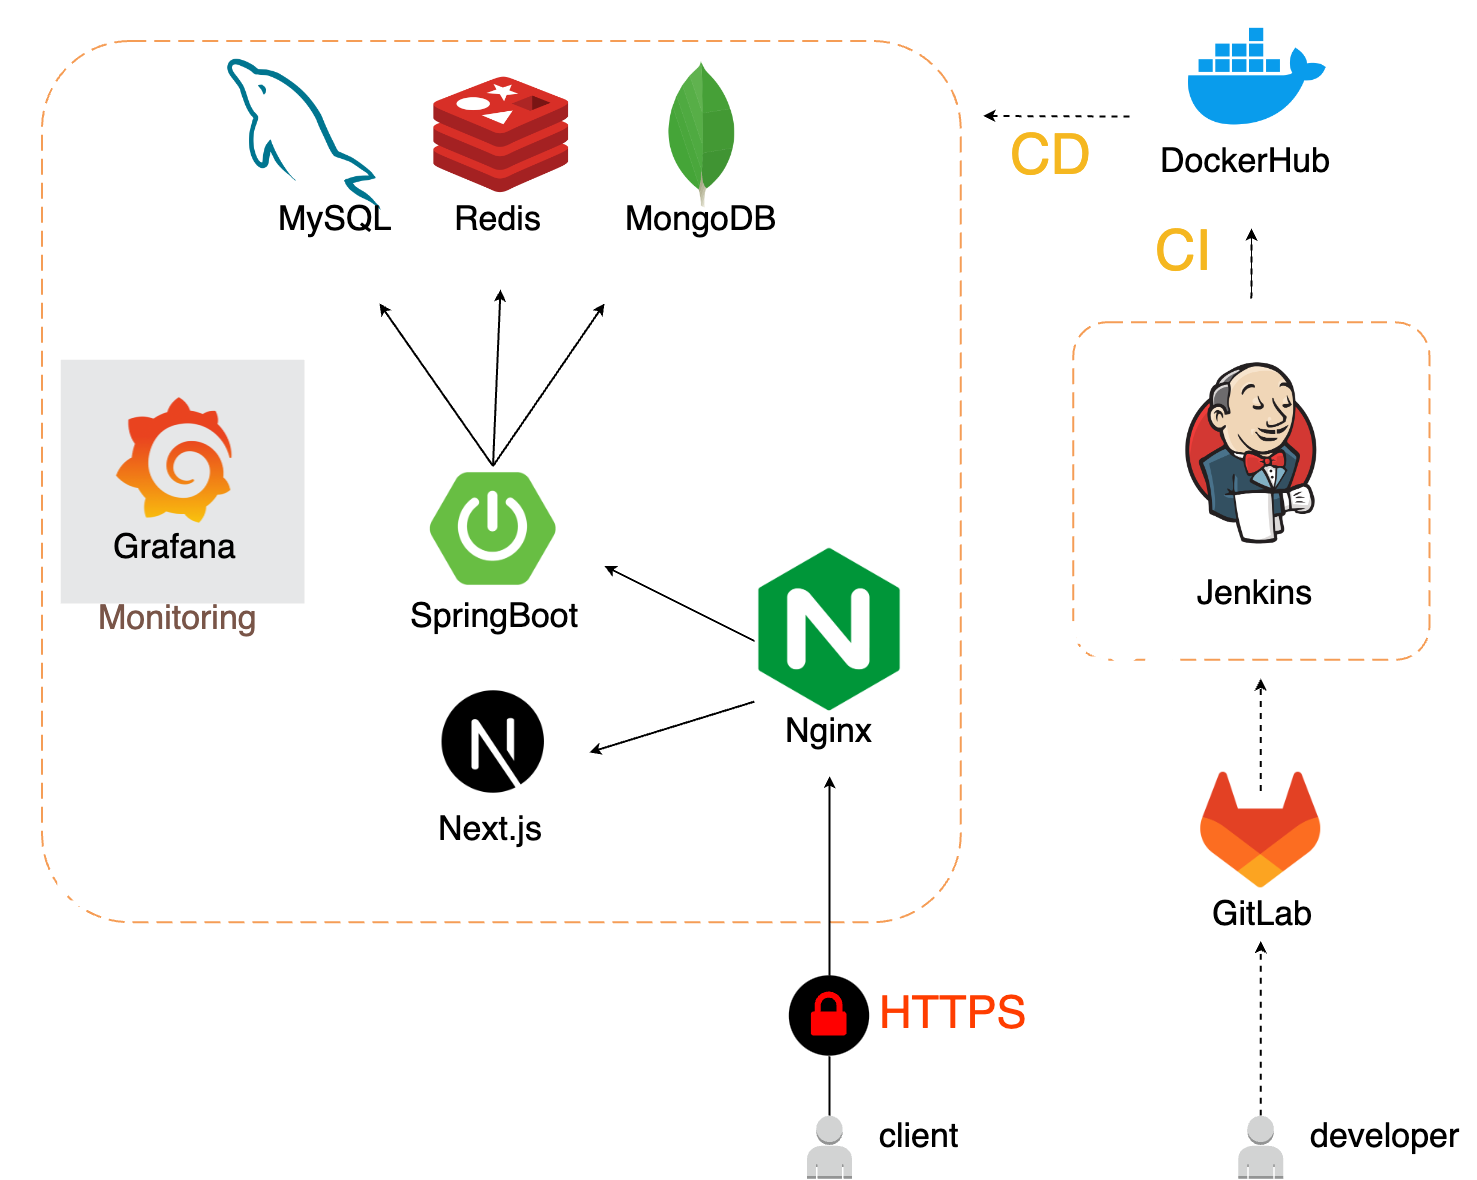 MySQL
Redis
MongoDB
CD
DockerHub
CI
Grafana
Monitoring
SpringBoot
Nginx
Next.js
Jenkins
GitLab
HTTPS
client
developer